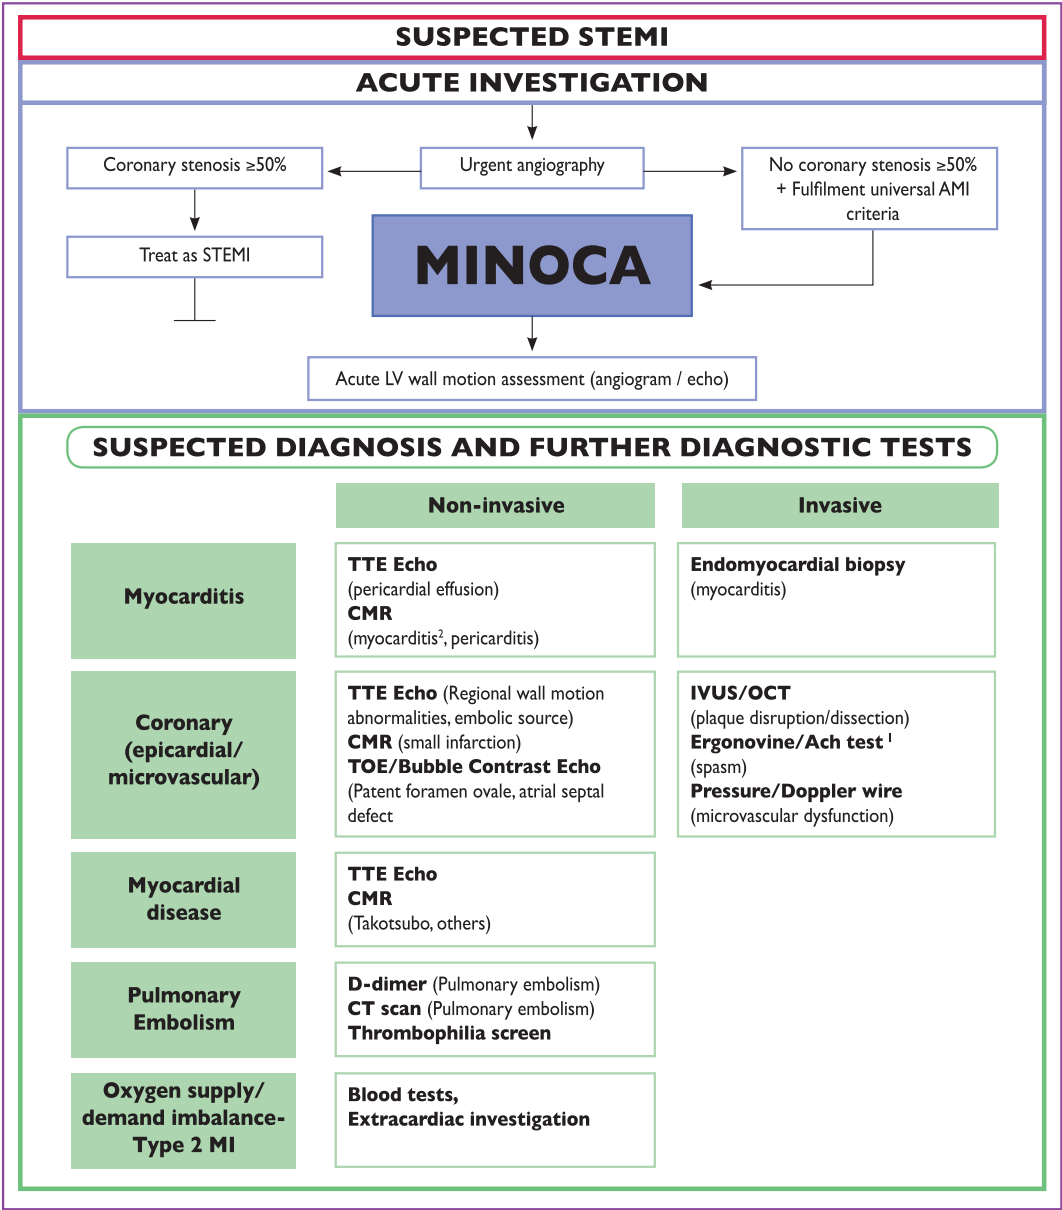 SUSPECTED STEMI
ACUTE INVESTIGATION
Coronary stenosis ≥50%
Urgent angiography
No coronary stenosis ≥50%
+ Fulfilment universal AMI
criteria
Treat as STEMI
MINOCA
Acute LV wall motion assessment (angiogram / echo)
SUSPECTED DIAGNOSIS AND FURTHER DIAGNOSTIC TESTS
Non-invasive
Invasive
Myocarditis
TTE Echo
(pericardial effusion)
CMR
(myocarditis², pericarditis)
Endomyocardial biopsy
(myocarditis)
Coronary
(epicardial/
microvascular)
TTE Echo (Regional wall motion
abnormalities, embolic source)
CMR (small infarction)
TOE/Bubble Contrast Echo
(Patent foramen ovale, atrial septal
defect
IVUS/OCT
(plaque disruption/dissection)
Ergonovine/Ach test ¹
(spasm)
Pressure/Doppler wire
(microvascular dysfunction)
Myocardial
disease
TTE Echo
CMR
(Takotsubo, others)
Pulmonary
Embolism
D-dimer (Pulmonary embolism)
CT scan (Pulmonary embolism)
Thrombophilia screen
Oxygen supply/
demand imbalance-
Type 2 MI
Blood tests,
Extracardiac investigation